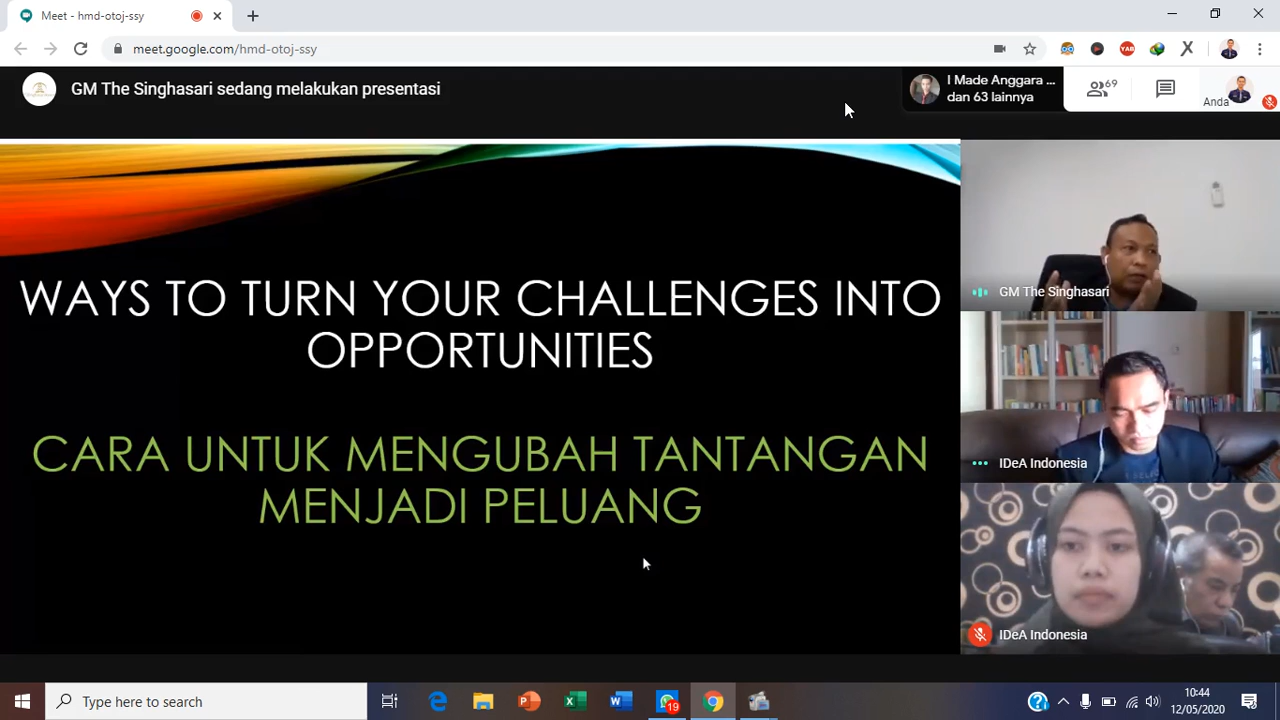 Meet - hmd-otoj-ssy
meet.google.com/hmd-otoj-ssy
YAB
GM The Singhasari sedang melakukan presentasi
I Made Anggara ...
dan 63 lainnya
69
Anda
WAYS TO TURN YOUR CHALLENGES INTO
OPPORTUNITIES
CARA UNTUK MENGUBAH TANTANGAN
MENJADI PELUANG
GM The Singhasari
IDeA Indonesia
IDeA Indonesia
Type here to search
19
10:44
12/05/2020